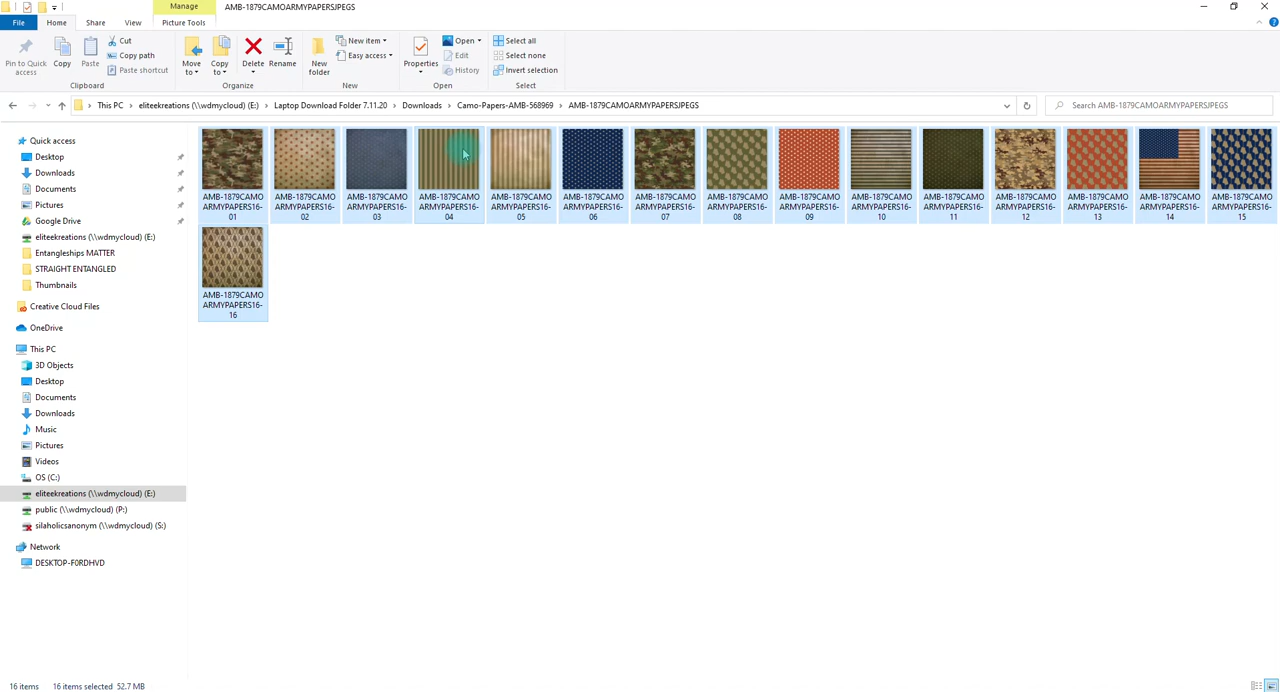 Manage
AMB-1879CAMOARMYPAPERSJPEGS
File
Home
Share
View
Picture Tools
Pin to Quick access
Copy
Paste
Cut
Copy path
Paste shortcut
Clipboard
Move to
Copy to
Delete
Rename
Organize
New folder
New item
Easy access
New
Properties
Open
Edit
History
Open
Select all
Select none
Invert selection
Select
This PC
eliteekreations (\\wdmycloud) (E:)
Laptop Download Folder 7.11.20
Downloads
Camo-Papers-AMB-568969
AMB-1879CAMOARMYPAPERSJPEGS
Search AMB-1879CAMOARMYPAPERSJPEGS
Quick access
Desktop
Downloads
Documents
Pictures
Google Drive
eliteekreations (\\wdmycloud) (E:)
Entangleships MATTER
STRAIGHT ENTANGLED
Thumbnails
Creative Cloud Files
OneDrive
This PC
3D Objects
Desktop
Documents
Downloads
Music
Pictures
Videos
OS (C:)
eliteekreations (\\wdmycloud) (E:)
public (\\wdmycloud) (P:)
silaholicsanonym (\\wdmycloud) (S:)
Network
DESKTOP-F0RDHVD
AMB-1879CAMOARMYPAPERS16-01
AMB-1879CAMOARMYPAPERS16-02
AMB-1879CAMOARMYPAPERS16-03
AMB-1879CAMOARMYPAPERS16-04
AMB-1879CAMOARMYPAPERS16-05
AMB-1879CAMOARMYPAPERS16-06
AMB-1879CAMOARMYPAPERS16-07
AMB-1879CAMOARMYPAPERS16-08
AMB-1879CAMOARMYPAPERS16-09
AMB-1879CAMOARMYPAPERS16-10
AMB-1879CAMOARMYPAPERS16-11
AMB-1879CAMOARMYPAPERS16-12
AMB-1879CAMOARMYPAPERS16-13
AMB-1879CAMOARMYPAPERS16-14
AMB-1879CAMOARMYPAPERS16-15
AMB-1879CAMOARMYPAPERS16-16
16 items
16 items selected 52.7 MB